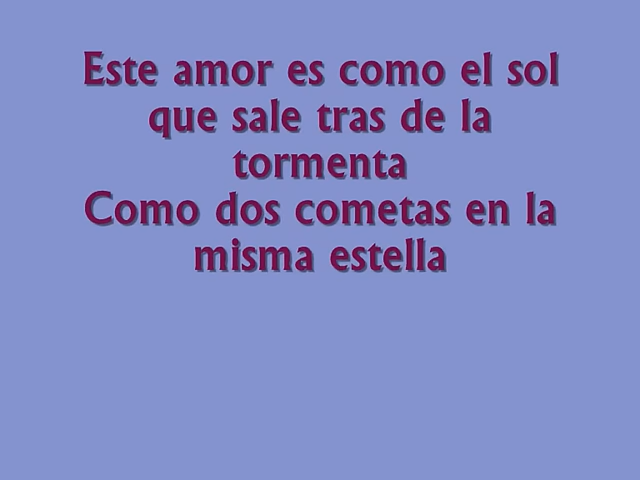 Este amor es como el sol
que sale tras de la
tormenta
Como dos cometas en la
misma estella